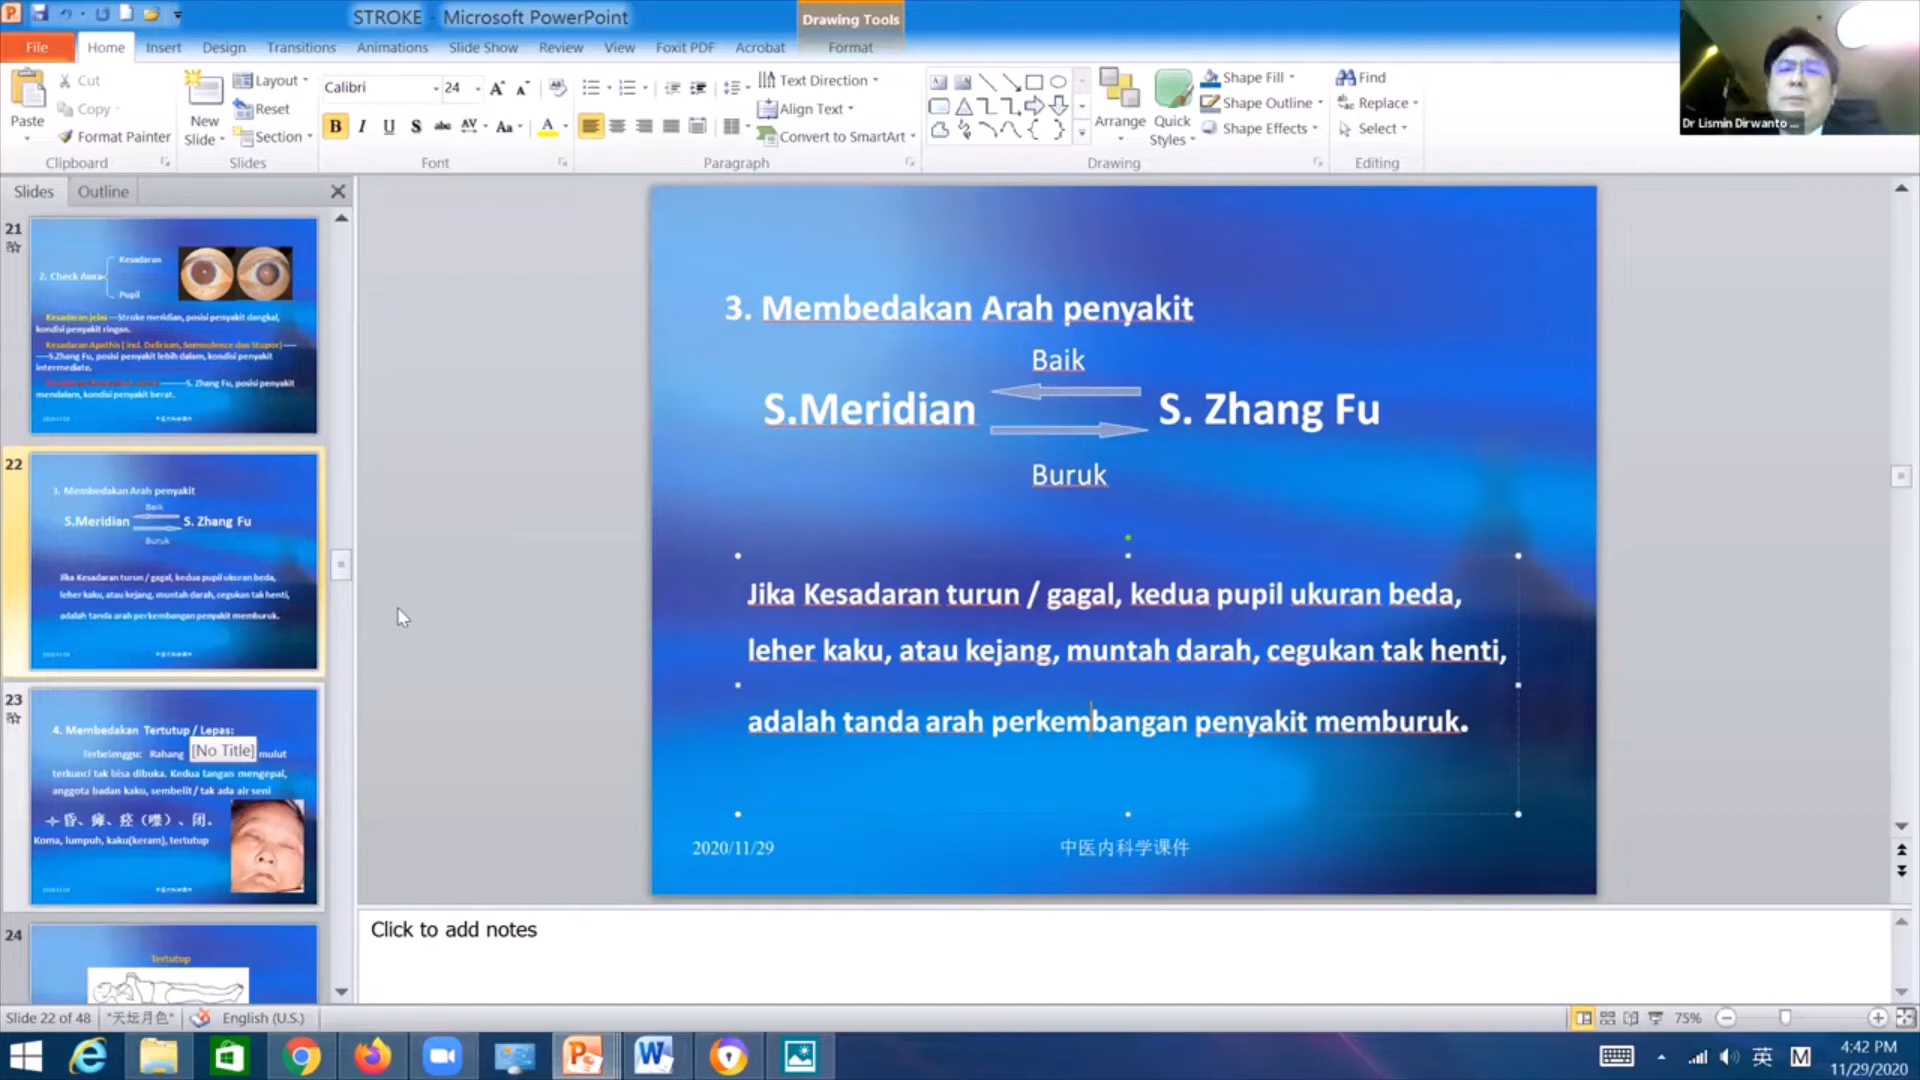 STROKE - Microsoft PowerPoint
Drawing Tools
File
Home
Insert
Design
Transitions
Animations
Slide Show
Review
View
Foxit PDF
Acrobat
Format
Paste
Cut
Copy
Format Painter
Clipboard
New Slide
Layout
Reset
Section
Slides
Calibri
24
Font
Text Direction
Align Text
Convert to SmartArt
Paragraph
Arrange
Quick Styles
Shape Fill
Shape Outline
Shape Effects
Drawing
Find
Replace
Select
Editing
Dr Lismin Dirwanto ...
Slides
Outline
21
2. Check Aura
Kesadaran
Pupil
Kesadaran jelas---Stroke meridian, posisi penyakit dangkal,
kondisi penyakit ringan.
Kesadaran Apathis ( incl. Delirium, Somnolence dan Stupor)----
----S.Zhang Fu, posisi penyakit lebih dalam, kondisi penyakit
intermediate.
S. Zhang Fu, posisi penyakit
mendalam, kondisi penyakit berat.
22
3. Membedakan Arah penyakit
Baik
S.Meridian
S. Zhang Fu
Buruk
Jika Kesadaran turun / gagal, kedua pupil ukuran beda,
leher kaku, atau kejang, muntah darah, cegukan tak henti,
adalah tanda arah perkembangan penyakit memburuk.
23
4. Membedakan Tertutup / Lepas:
Terbelenggu: Rahang
[No Title]
mulut
terkunci tak bisa dibuka. Kedua tangan mengepal,
anggota badan kaku, sembelit / tak ada air seni
昏、瘫、痉（噤）、闭。
Koma, lumpuh, kaku(keram), tertutup
24
Tertutup
3. Membedakan Arah penyakit
Baik
S.Meridian
S. Zhang Fu
Buruk
Jika Kesadaran turun / gagal, kedua pupil ukuran beda,
leher kaku, atau kejang, muntah darah, cegukan tak henti,
adalah tanda arah perkembangan penyakit memburuk.
2020/11/29
中医内科学课件
Click to add notes
Slide 22 of 48
"天坛月色"
English (U.S.)
75%
英
M
4:42 PM
11/29/2020